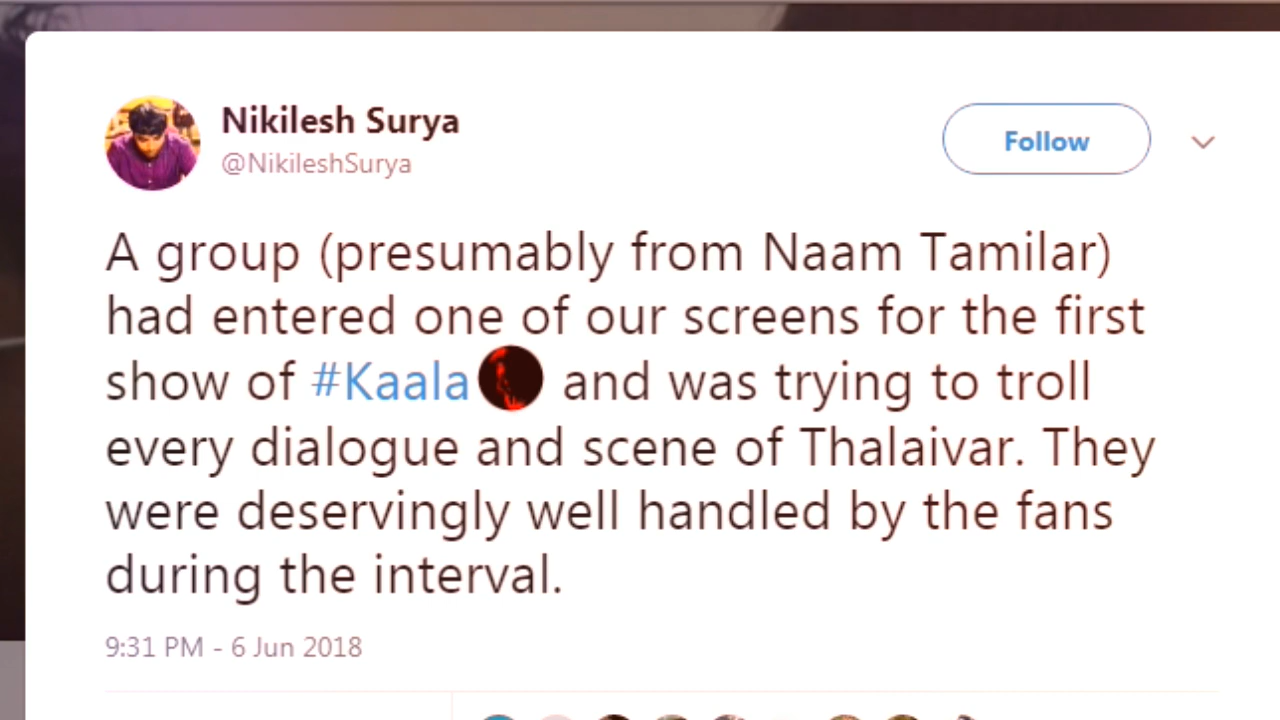 Nikilesh Surya
@NikileshSurya
Follow
A group (presumably from Naam Tamilar)
had entered one of our screens for the first
show of #Kaala and was trying to troll
every dialogue and scene of Thalaivar. They
were deservingly well handled by the fans
during the interval.
9:31 PM - 6 Jun 2018